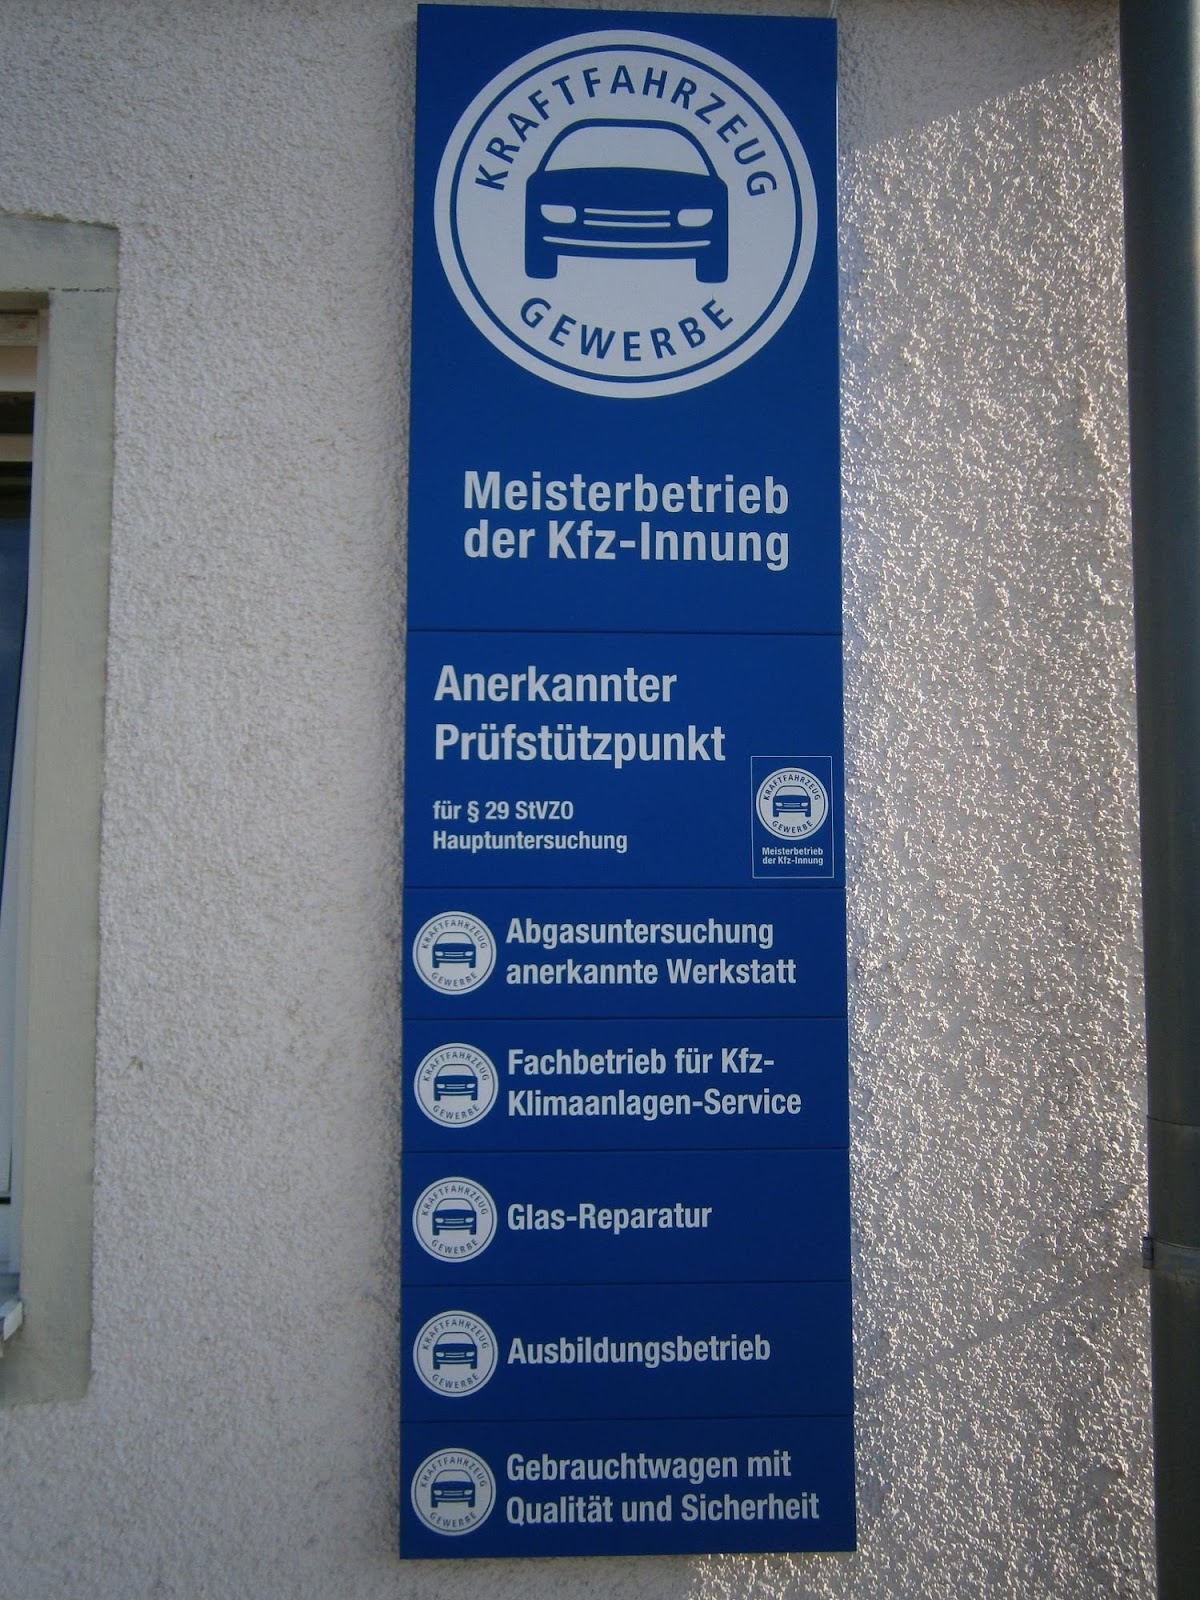 KRAFTFAHRZEUG
GEWERBE
Meisterbetrieb
der Kfz-Innung
Anerkannter
Prüfstützpunkt
für § 29 StVZO
Hauptuntersuchung
KRAFTFAHRZEUG
GEWERBE
Meisterbetrieb
der Kfz-Innung
KRAFTFAHRZEUG
GEWERBE
Abgasuntersuchung
anerkannte Werkstatt
KRAFTFAHRZEUG
GEWERBE
Fachbetrieb für Kfz-
Klimaanlagen-Service
KRAFTFAHRZEUG
GEWERBE
Glas-Reparatur
KRAFTFAHRZEUG
GEWERBE
Ausbildungsbetrieb
KRAFTFAHRZEUG
GEWERBE
Gebrauchtwagen mit
Qualität und Sicherheit